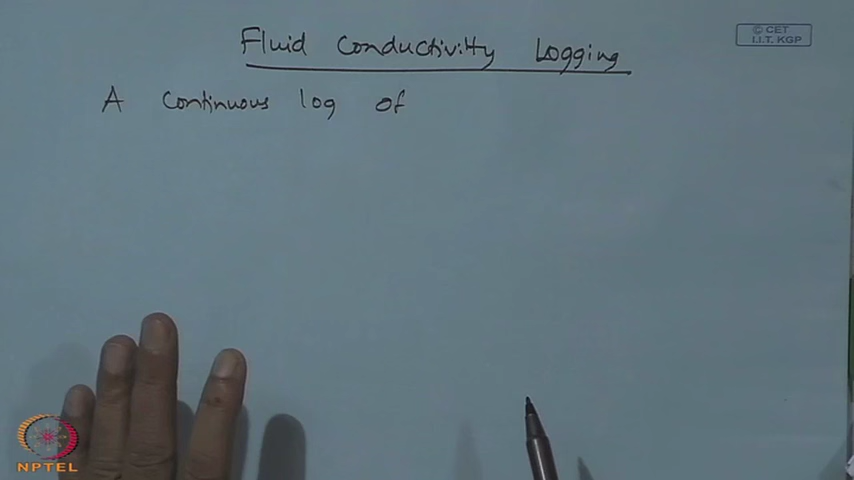 Fluid Conductivity Logging
© CET
I.I.T. KGP
A continuous log of
NPTEL